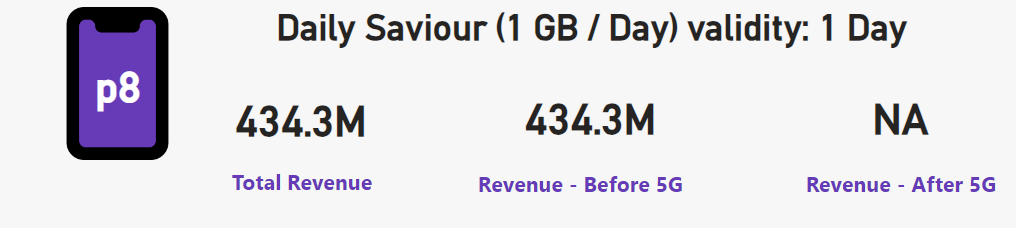 Daily Saviour (1 GB / Day) validity: 1 Day
p8
434.3M 434.3M NA
Total Revenue Revenue - Before 5G Revenue - After 5G